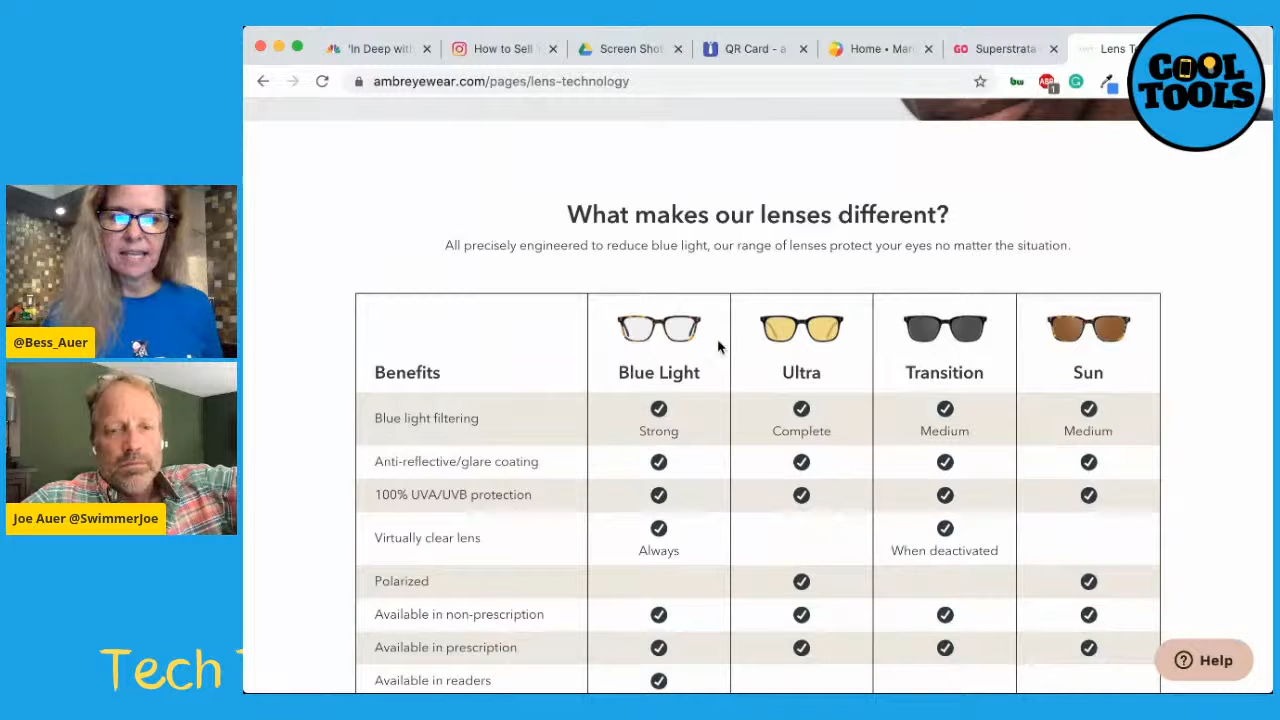 'In Deep with
How to Sell
Screen Shot
QR Card - a
Home • Mar
Superstrata
Lens Te
ambreyewear.com/pages/lens-technology
COOL
TOOLS
What makes our lenses different?
All precisely engineered to reduce blue light, our range of lenses protect your eyes no matter the situation.
Benefits
Blue Light
Ultra
Transition
Sun
Blue light filtering
Strong
Complete
Medium
Medium
Anti-reflective/glare coating
100% UVA/UVB protection
Virtually clear lens
Always
When deactivated
Polarized
Available in non-prescription
Available in prescription
Available in readers
Help
@Bess_Auer
Joe Auer @SwimmerJoe
Tech